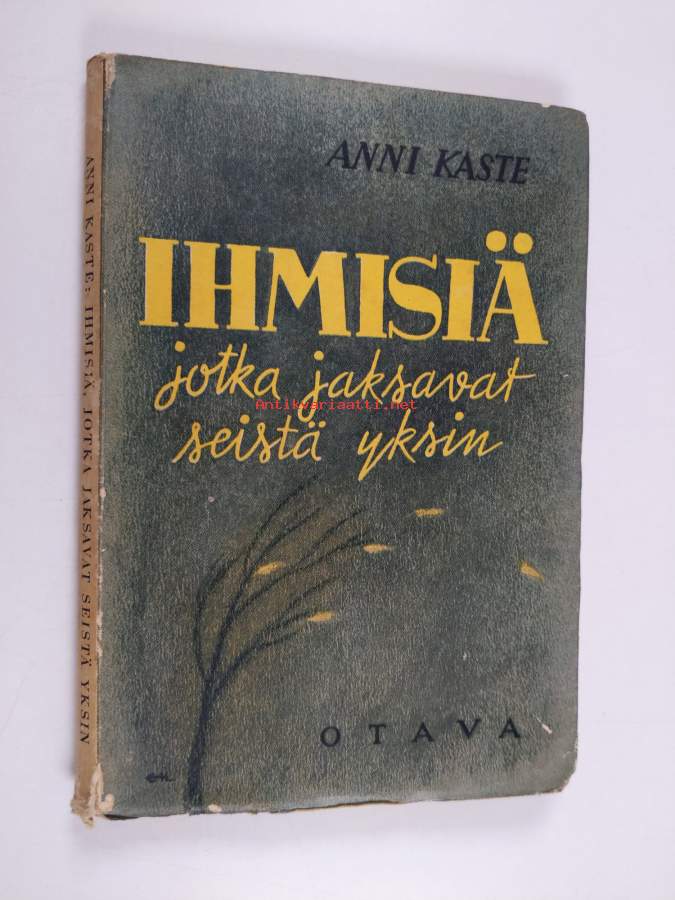 ANNI KASTE
IHMISIÄ
jotka jaksavat
seistä yksin
OTAVA
ANNI KASTE: IHMISIÄ, JOTKA JAKSAVAT SEISTÄ YKSIN
Antikvariaatti.net